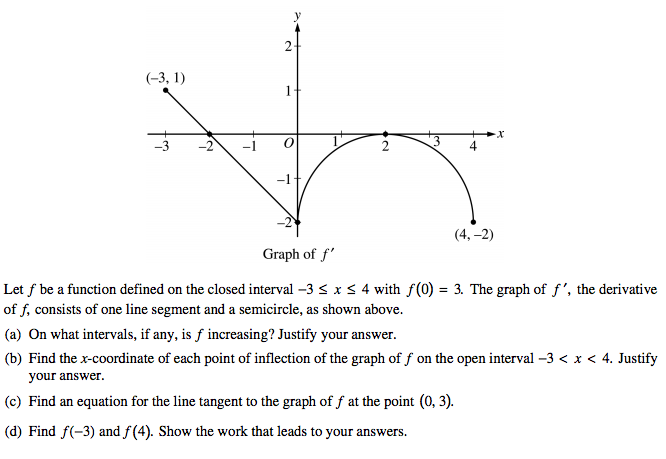 y
2
(−3, 1)
1
x
−3 −2 −1 O 1 2 3 4
−1
−2
(4, −2)
Graph of f′
Let f be a function defined on the closed interval −3 ≤ x ≤ 4 with f(0) = 3. The graph of f′, the derivative
of f, consists of one line segment and a semicircle, as shown above.
(a) On what intervals, if any, is f increasing? Justify your answer.
(b) Find the x-coordinate of each point of inflection of the graph of f on the open interval −3 < x < 4. Justify
your answer.
(c) Find an equation for the line tangent to the graph of f at the point (0, 3).
(d) Find f(−3) and f(4). Show the work that leads to your answers.